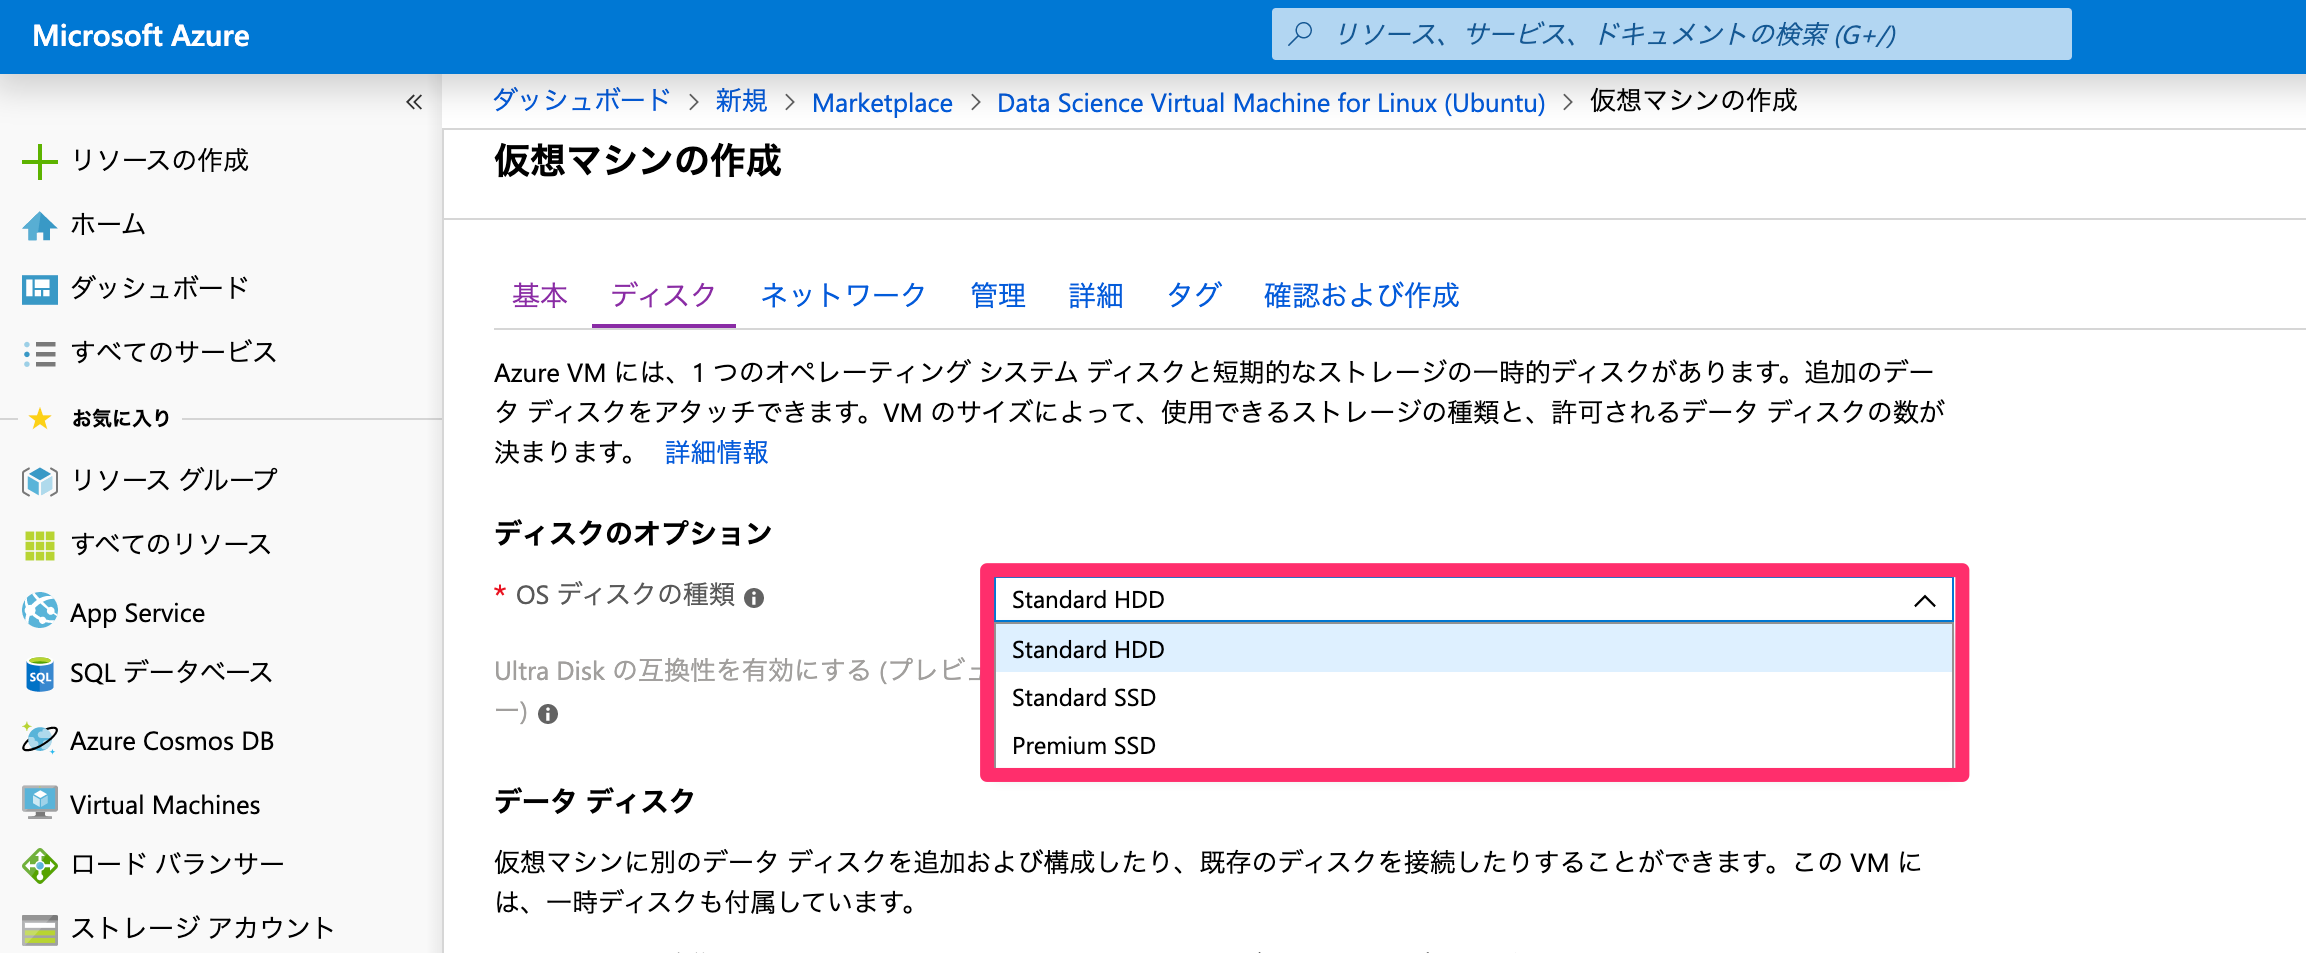 Microsoft Azure
リソース、サービス、ドキュメントの検索 (G+/)
«
ダッシュボード > 新規 > Marketplace > Data Science Virtual Machine for Linux (Ubuntu) > 仮想マシンの作成
リソースの作成
ホーム
ダッシュボード
すべてのサービス
お気に入り
リソース グループ
すべてのリソース
App Service
SQL データベース
Azure Cosmos DB
Virtual Machines
ロード バランサー
ストレージ アカウント
仮想マシンの作成
基本 ディスク ネットワーク 管理 詳細 タグ 確認および作成
Azure VM には、1 つのオペレーティング システム ディスクと短期的なストレージの一時的ディスクがあります。追加のデー
タ ディスクをアタッチできます。VM のサイズによって、使用できるストレージの種類と、許可されるデータ ディスクの数が
決まります。 詳細情報
ディスクのオプション
* OS ディスクの種類
Standard HDD
Standard HDD
Standard SSD
Premium SSD
Ultra Disk の互換性を有効にする (プレビュ
ー)
データ ディスク
仮想マシンに別のデータ ディスクを追加および構成したり、既存のディスクを接続したりすることができます。この VM に
は、一時ディスクも付属しています。